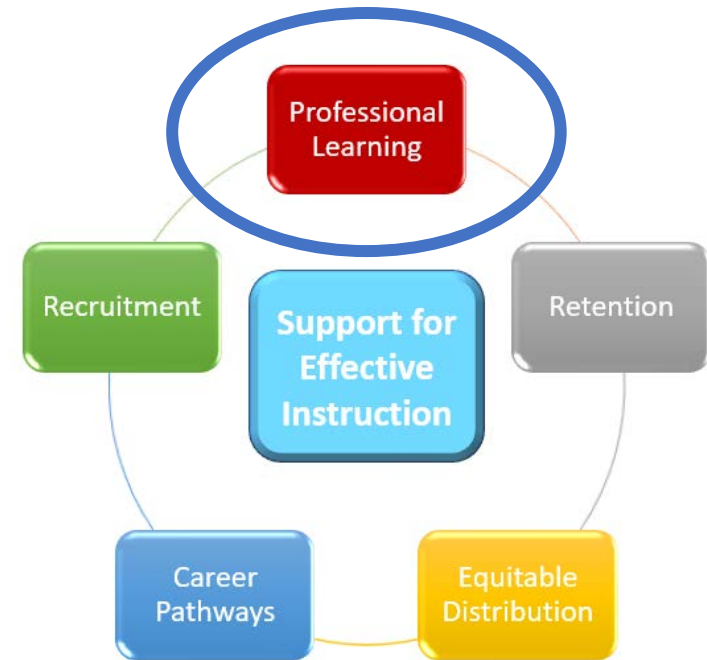 Professional
Learning
Recruitment
Retention
Support for
Effective
Instruction
Career
Pathways
Equitable
Distribution